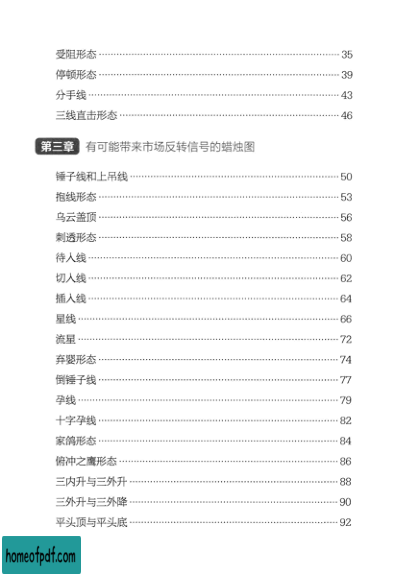 受阻形态 35
停顿形态 39
分手线 43
三线直击形态 46
第三章 有可能带来市场反转信号的蜡烛图
锤子线和上吊线 50
抱线形态 53
乌云盖顶 56
刺透形态 58
待入线 60
切入线 62
插入线 64
星线 66
流星 72
弃婴形态 74
倒锤子线 77
孕线 79
十字孕线 82
家鸽形态 84
俯冲之鹰形态 86
三内升与三外升 88
三外升与三外降 90
平头顶与平头底 92
homeofpdf.com